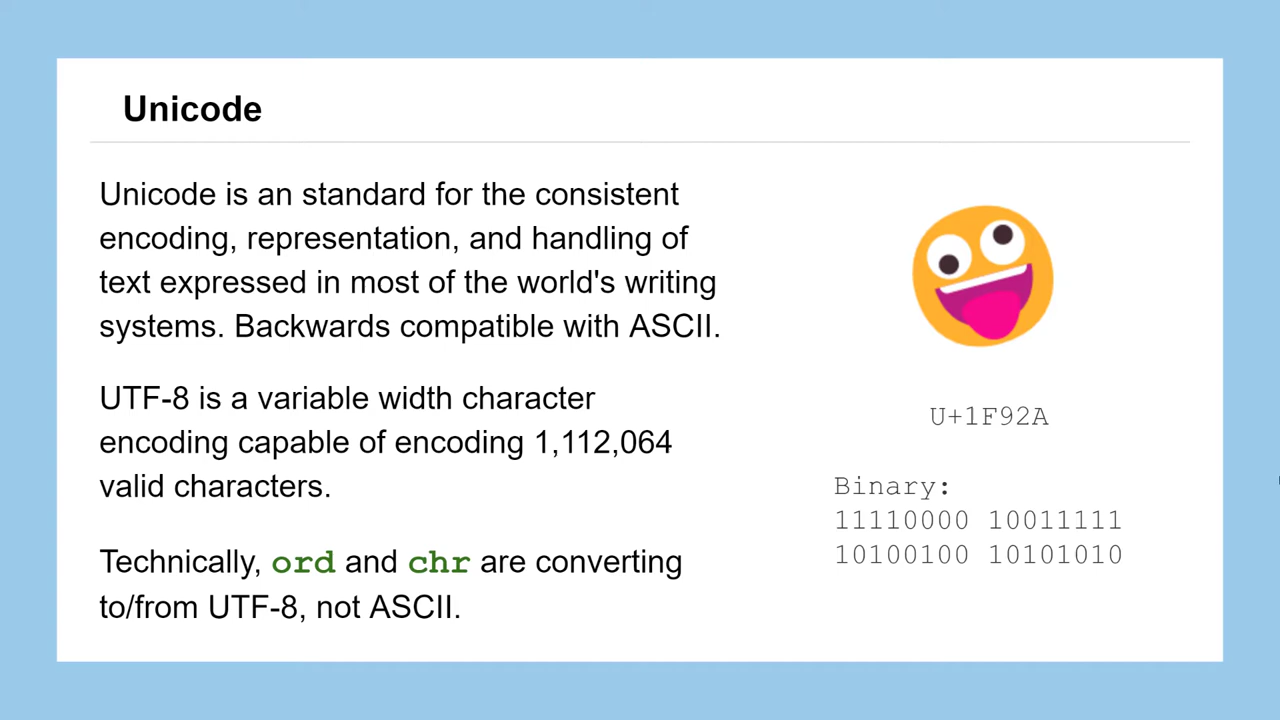 Unicode
Unicode is an standard for the consistent
encoding, representation, and handling of
text expressed in most of the world's writing
systems. Backwards compatible with ASCII.
UTF-8 is a variable width character
encoding capable of encoding 1,112,064
valid characters.
Technically, ord and chr are converting
to/from UTF-8, not ASCII.
U+1F92A
Binary:
11110000 10011111
10100100 10101010